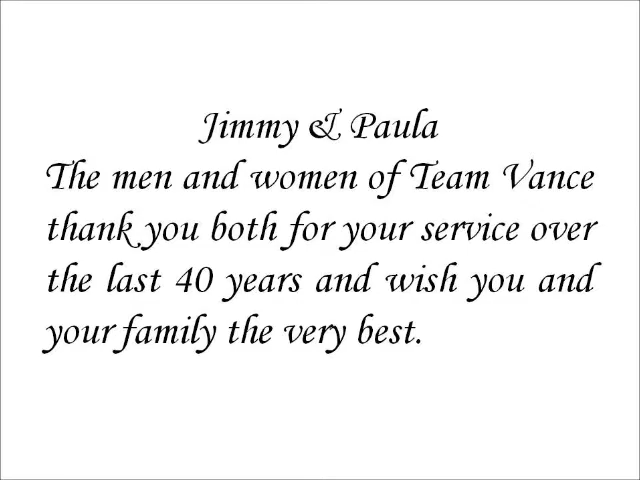 Jimmy & Paula
The men and women of Team Vance
thank you both for your service over
the last 40 years and wish you and
your family the very best.